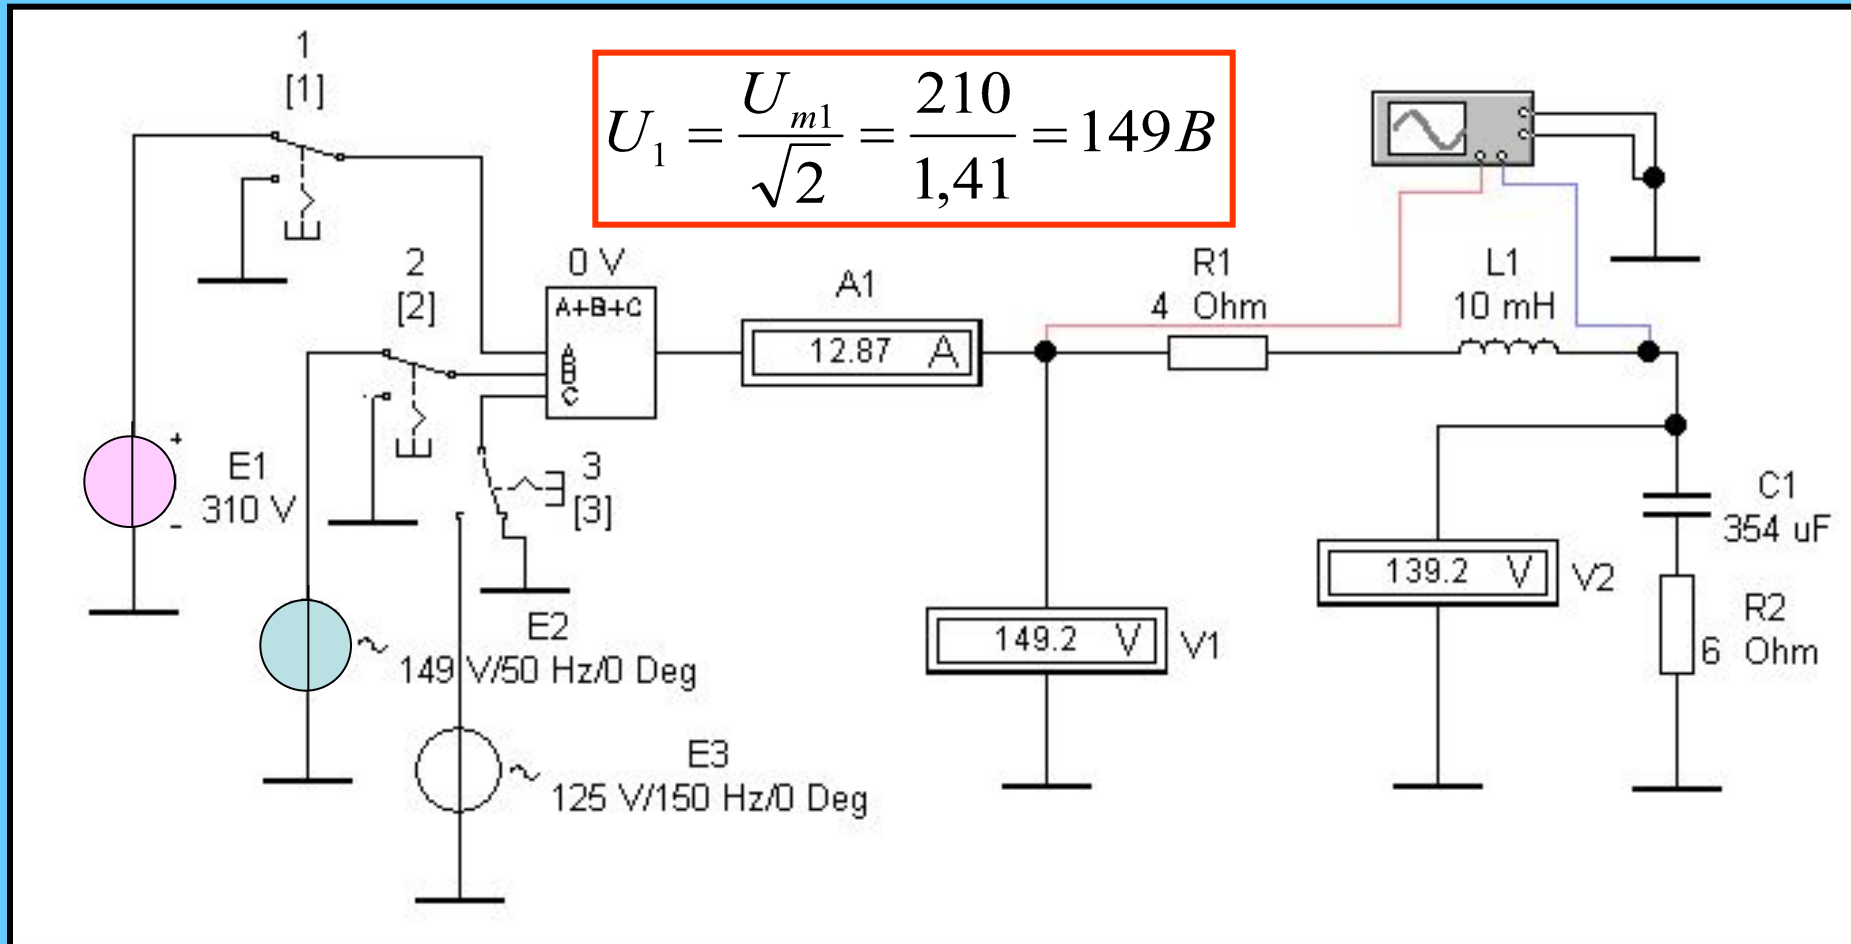 1
[1]
U₁ = Uₘ₁ / √2 = 210 / 1,41 = 149B
2
[2]
0 V
A+B+C
A
B
C
A1
12.87 A
R1
4 Ohm
L1
10 mH
+
-
E1
310 V
3
[3]
C1
354 uF
139.2 V
V2
E2
149 V/50 Hz/0 Deg
149.2 V
V1
R2
6 Ohm
E3
125 V/150 Hz/0 Deg